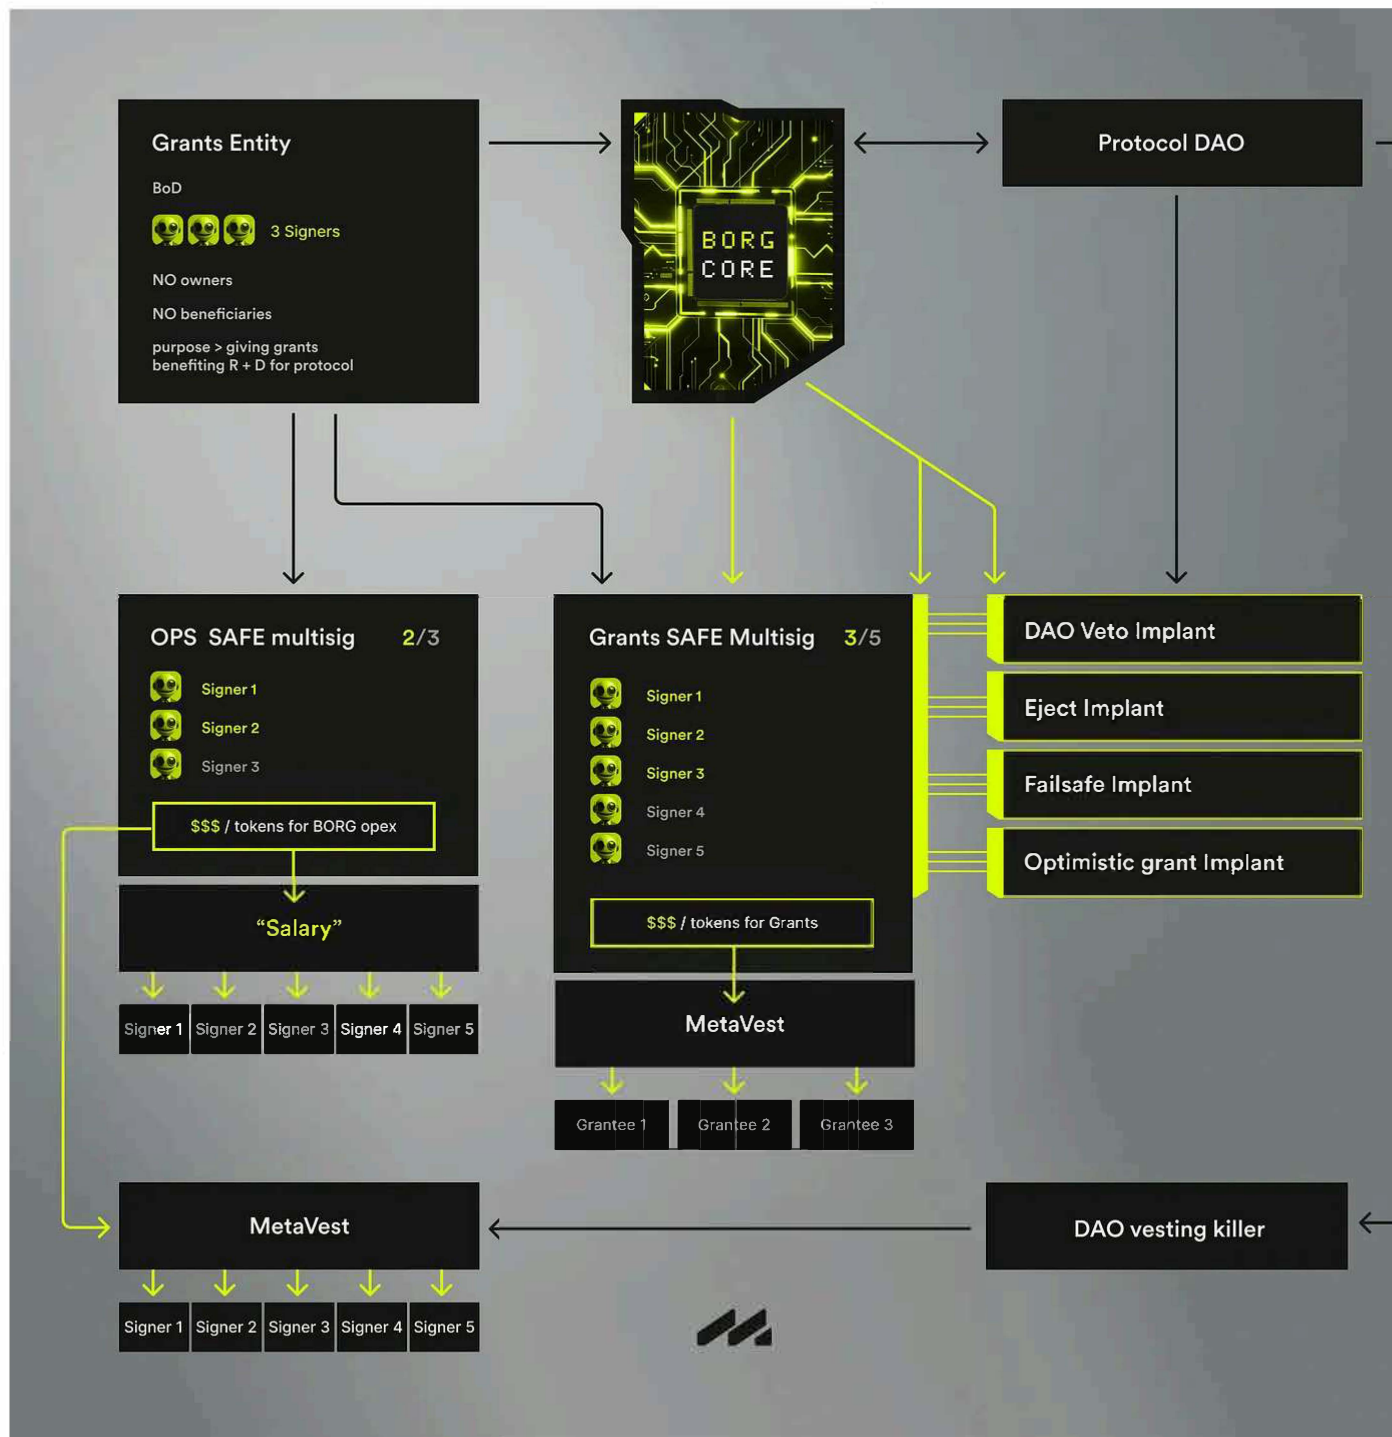 Grants Entity
BoD
3 Signers
NO owners
NO beneficiaries
purpose > giving grants
benefiting R + D for protocol
BORG
CORE
Protocol DAO
OPS SAFE multisig 2/3
Signer 1
Signer 2
Signer 3
$$$ / tokens for BORG opex
“Salary”
Signer 1 Signer 2 Signer 3 Signer 4 Signer 5
Grants SAFE Multisig 3/5
Signer 1
Signer 2
Signer 3
Signer 4
Signer 5
$$$ / tokens for Grants
MetaVest
Grantee 1 Grantee 2 Grantee 3
DAO Veto Implant
Eject Implant
Failsafe Implant
Optimistic grant Implant
MetaVest
Signer 1 Signer 2 Signer 3 Signer 4 Signer 5
DAO vesting killer